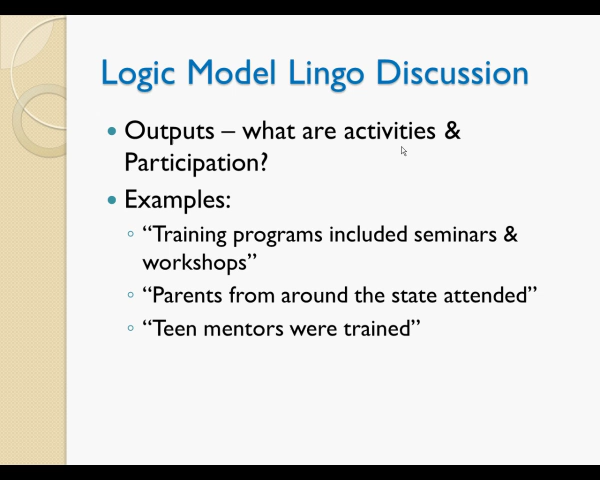 Logic Model Lingo Discussion
Outputs – what are activities &
Participation?
Examples:
“Training programs included seminars &
workshops”
“Parents from around the state attended”
“Teen mentors were trained”